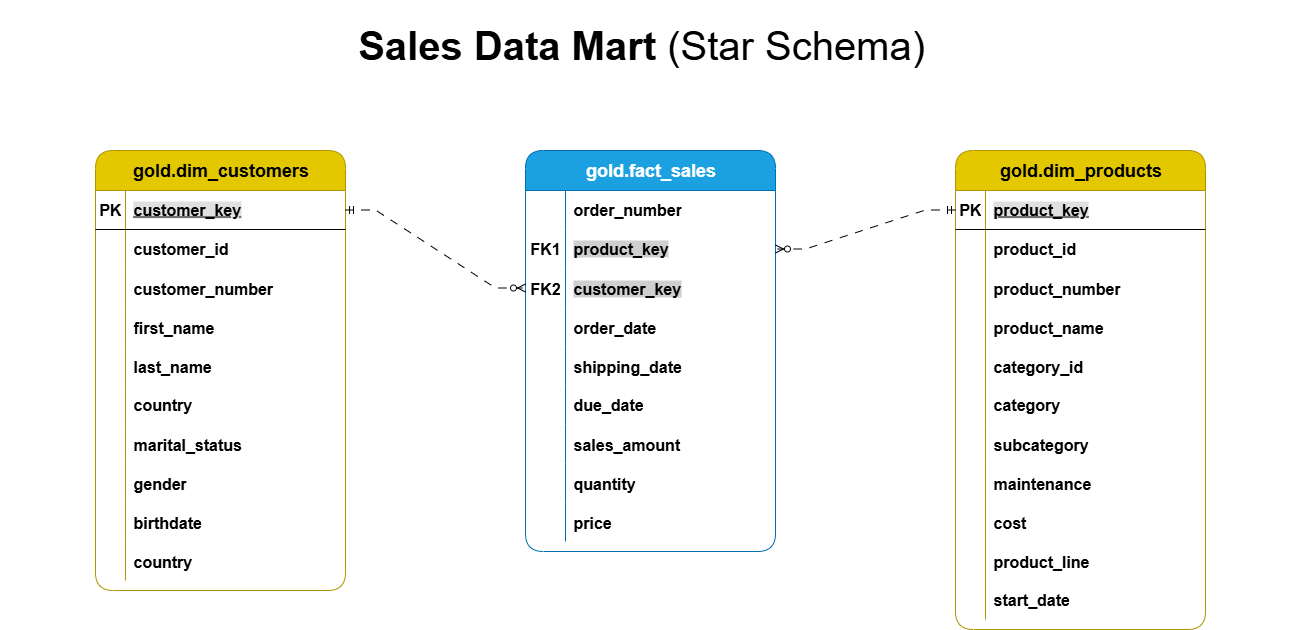 Sales Data Mart (Star Schema)
gold.dim_customers
PK customer_key
customer_id
customer_number
first_name
last_name
country
marital_status
gender
birthdate
country
gold.fact_sales
order_number
FK1 product_key
FK2 customer_key
order_date
shipping_date
due_date
sales_amount
quantity
price
gold.dim_products
PK product_key
product_id
product_number
product_name
category_id
category
subcategory
maintenance
cost
product_line
start_date